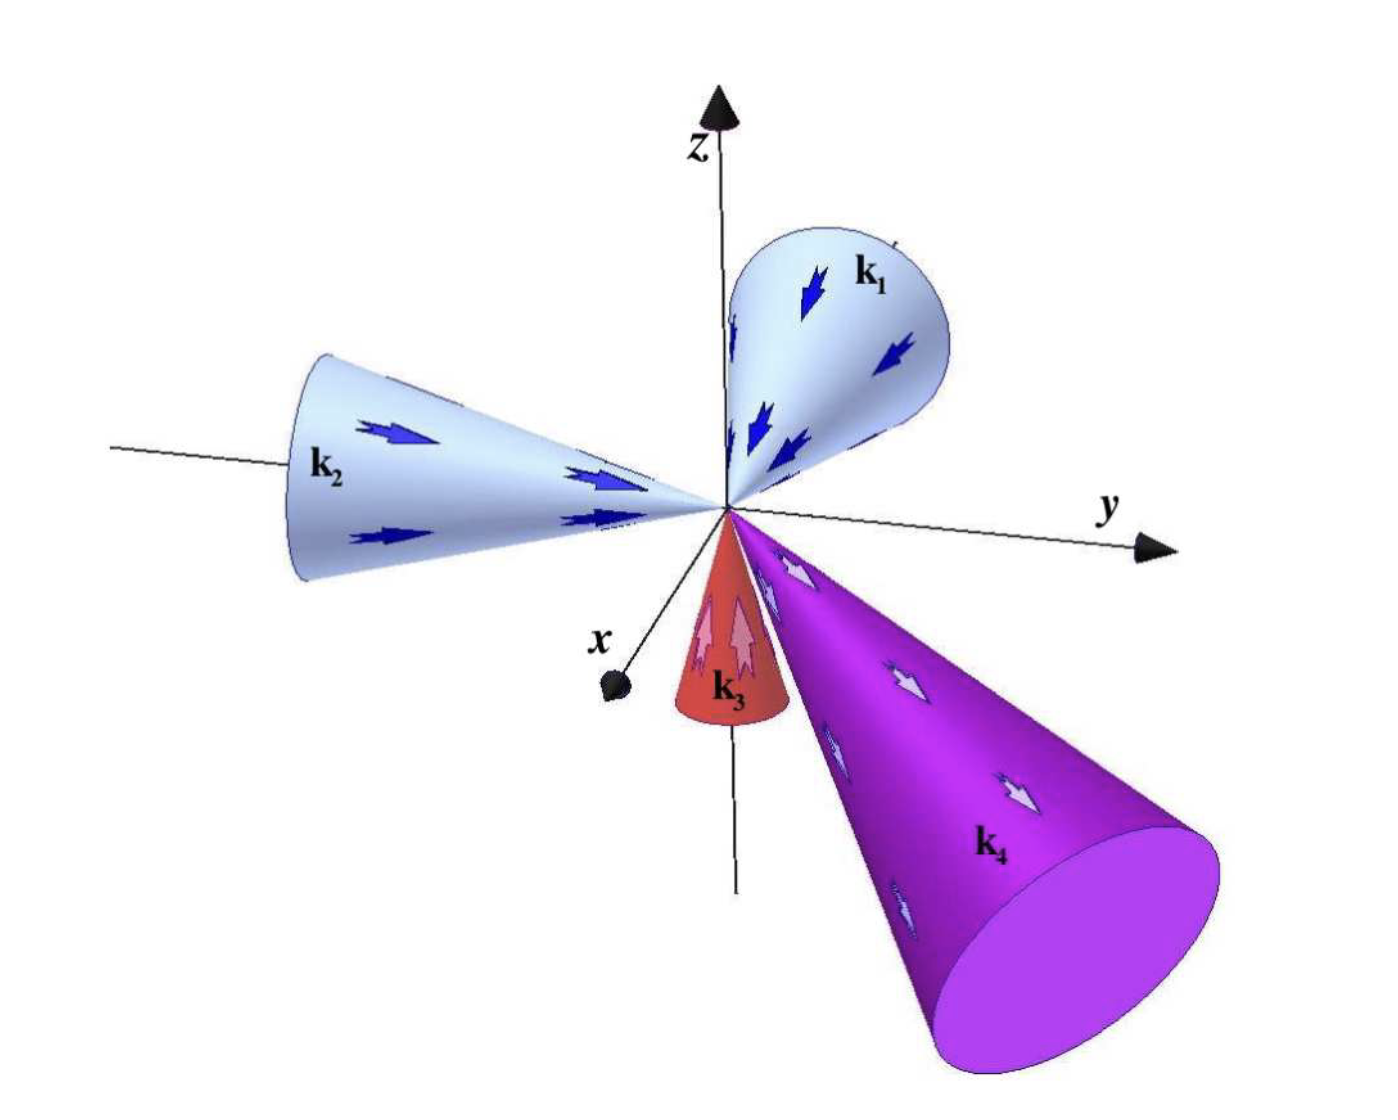 z
k₁
k₂
y
x
k₃
k₄